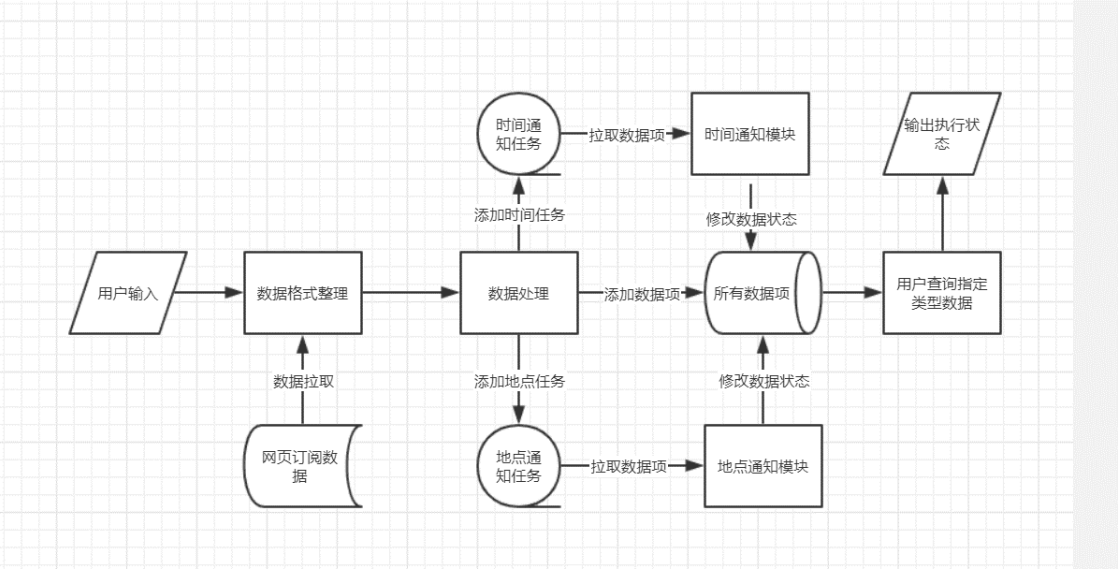 时间通
知任务
拉取数据项
时间通知模块
输出执行状
态
添加时间任务
修改数据状态
用户输入
数据格式整理
数据处理
添加数据项
所有数据项
用户查询指定
类型数据
数据拉取
添加地点任务
修改数据状态
网页订阅数
据
地点通
知任务
拉取数据项
地点通知模块